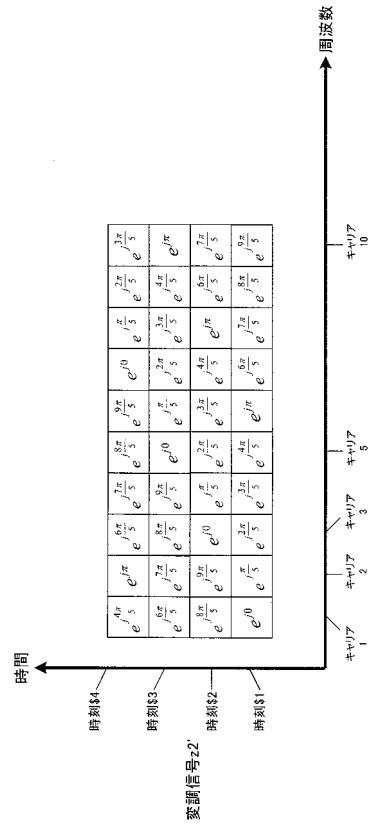 時間
変調信号z2'
時刻$4
e^{j4π/5} e^{jπ} e^{j6π/5} e^{j7π/5} e^{j8π/5} e^{j9π/5} e^{j0} e^{jπ/5} e^{j2π/5} e^{j3π/5}
時刻$3
e^{j6π/5} e^{j7π/5} e^{j8π/5} e^{j9π/5} e^{j0} e^{jπ/5} e^{j2π/5} e^{j3π/5} e^{j4π/5} e^{jπ}
時刻$2
e^{j8π/5} e^{j9π/5} e^{j0} e^{jπ/5} e^{j2π/5} e^{j3π/5} e^{j4π/5} e^{jπ} e^{j6π/5} e^{j7π/5}
時刻$1
e^{j0} e^{jπ/5} e^{j2π/5} e^{j3π/5} e^{j4π/5} e^{jπ} e^{j6π/5} e^{j7π/5} e^{j8π/5} e^{j9π/5}
周波数
キャリア
1
キャリア
2
キャリア
3
キャリア
5
キャリア
10